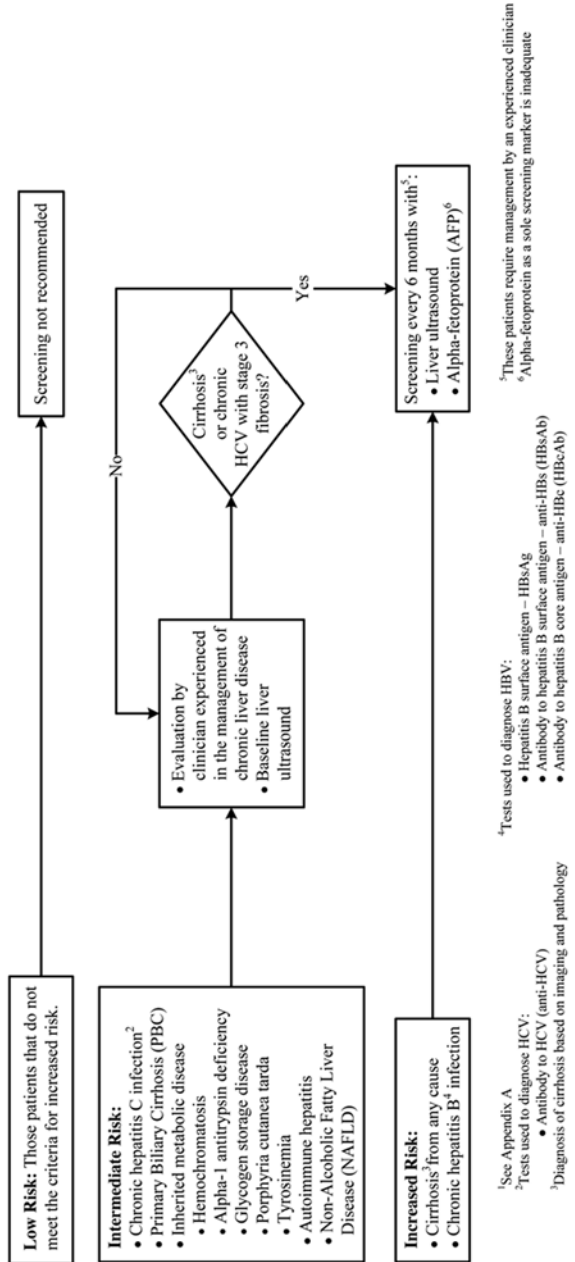 Low Risk: Those patients that do not
meet the criteria for increased risk.
Screening not recommended
Intermediate Risk:
• Chronic hepatitis C infection²
• Primary Biliary Cirrhosis (PBC)
• Inherited metabolic disease
• Hemochromatosis
• Alpha-1 antitrypsin deficiency
• Glycogen storage disease
• Porphyria cutanea tarda
• Tyrosinemia
• Autoimmune hepatitis
• Non-Alcoholic Fatty Liver
Disease (NAFLD)
• Evaluation by
clinician experienced
in the management of
chronic liver disease
• Baseline liver
ultrasound
Cirrhosis³
or chronic
HCV with stage 3
fibrosis?
No
Yes
Increased Risk:
• Cirrhosis³from any cause
• Chronic hepatitis B⁴ infection
Screening every 6 months with⁵:
• Liver ultrasound
• Alpha-fetoprotein (AFP)⁶
¹See Appendix A
²Tests used to diagnose HCV:
• Antibody to HCV (anti-HCV)
³Diagnosis of cirrhosis based on imaging and pathology
⁴Tests used to diagnose HBV:
• Hepatitis B surface antigen – HBsAg
• Antibody to hepatitis B surface antigen – anti-HBs (HBsAb)
• Antibody to hepatitis B core antigen – anti-HBc (HBcAb)
⁵These patients require management by an experienced clinician
⁶Alpha-fetoprotein as a sole screening marker is inadequate